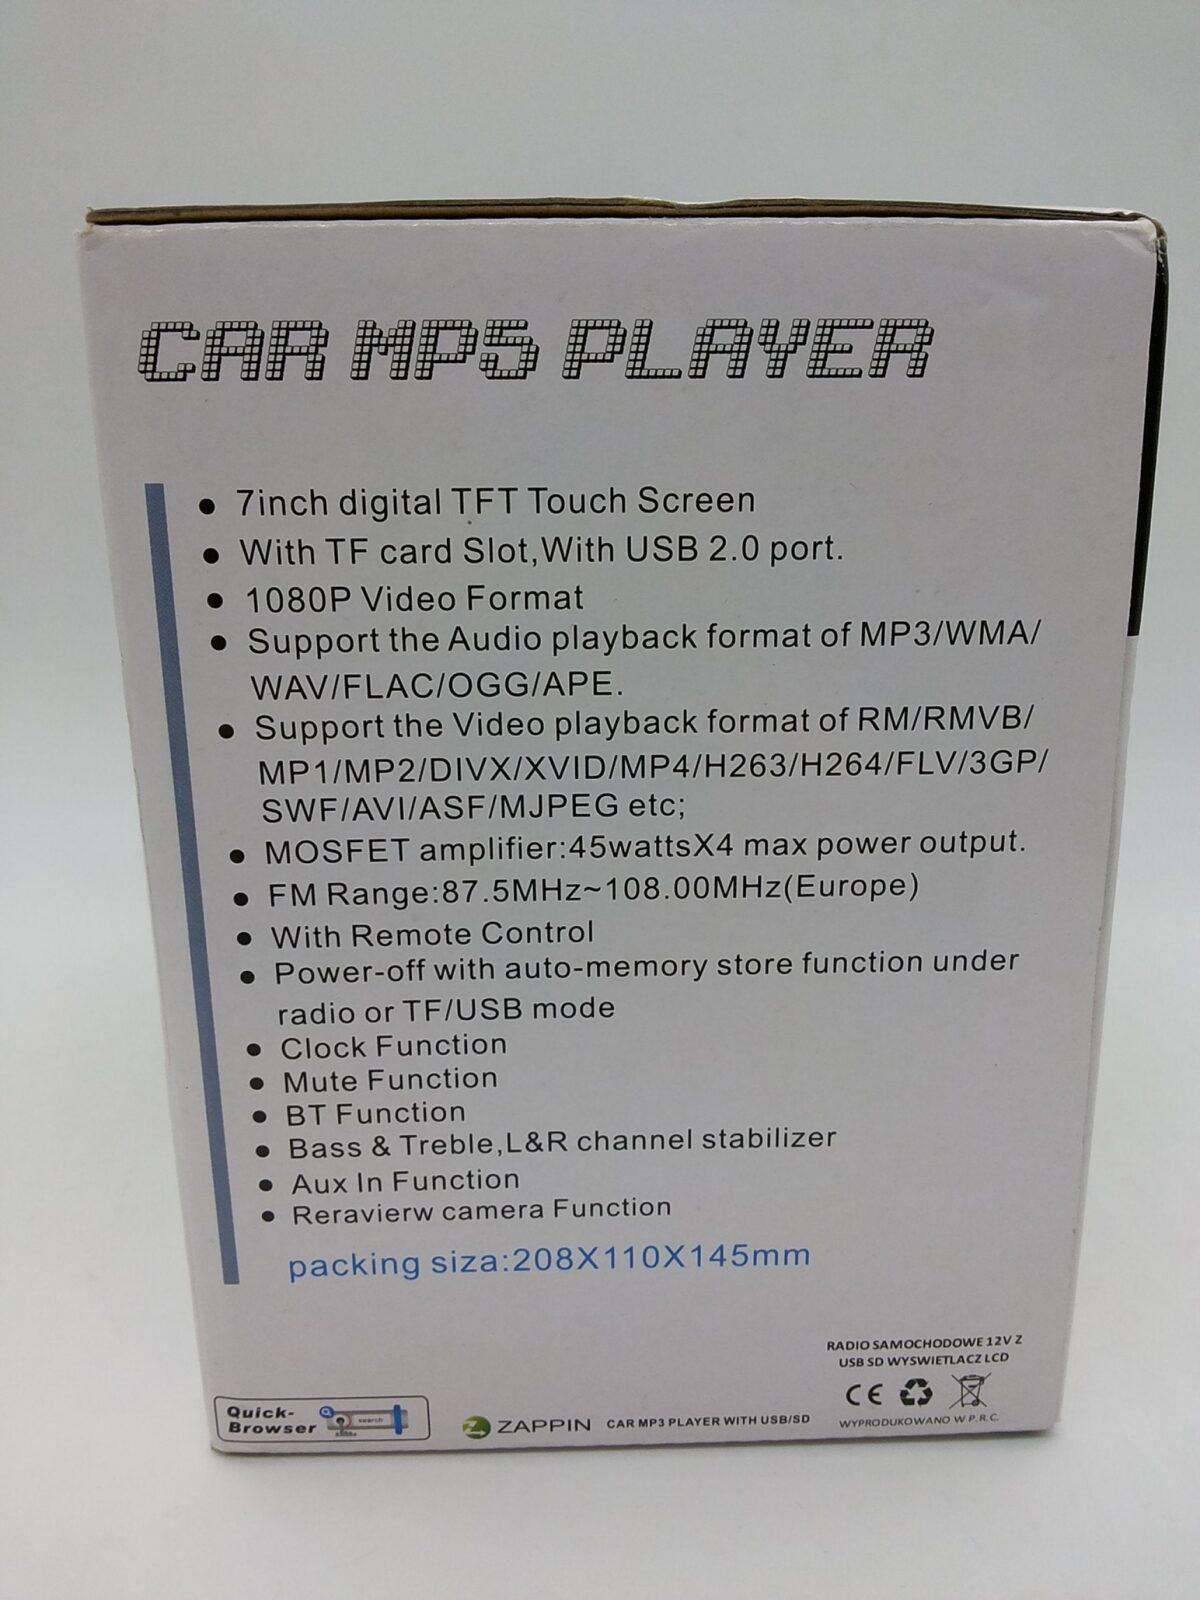 CAR MP5 PLAYER
● 7inch digital TFT Touch Screen
● With TF card Slot,With USB 2.0 port.
● 1080P Video Format
● Support the Audio playback format of MP3/WMA/
WAV/FLAC/OGG/APE.
● Support the Video playback format of RM/RMVB/
MP1/MP2/DIVX/XVID/MP4/H263/H264/FLV/3GP/
SWF/AVI/ASF/MJPEG etc;
● MOSFET amplifier:45wattsX4 max power output.
● FM Range:87.5MHz~108.00MHz(Europe)
● With Remote Control
● Power-off with auto-memory store function under
radio or TF/USB mode
● Clock Function
● Mute Function
● BT Function
● Bass & Treble,L&R channel stabilizer
● Aux In Function
● Reravierw camera Function
packing siza:208X110X145mm
RADIO SAMOCHODOWE 12V Z
USB SD WYSWIETLACZ LCD
CE
WYPRODUKOWANO W P.R.C.
Quick-
Browser
search
ZAPPIN CAR MP3 PLAYER WITH USB/SD